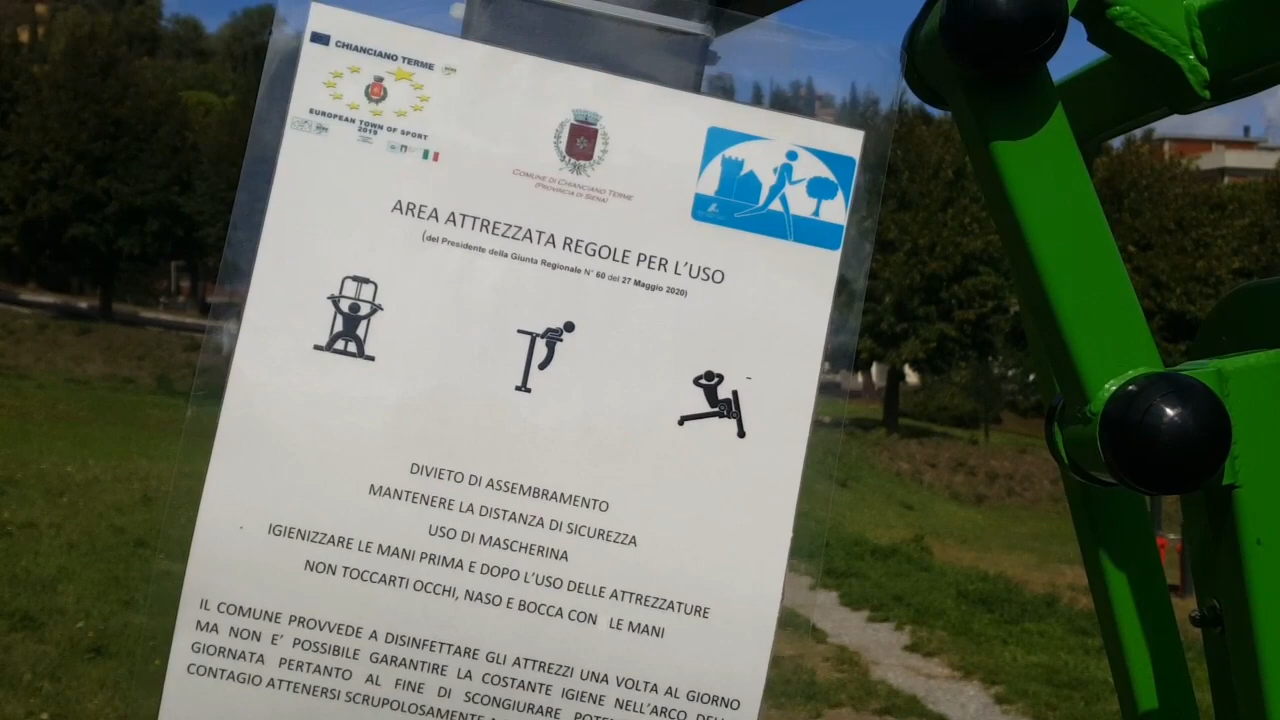 CHIANCIANO TERME
EUROPEAN TOWN OF SPORT
2019
COMUNE DI CHIANCIANO TERME
(PROVINCIA DI SIENA)
AREA ATTREZZATA REGOLE PER L'USO
(del Presidente della Giunta Regionale N° 60 del 27 Maggio 2020)
DIVIETO DI ASSEMBRAMENTO
MANTENERE LA DISTANZA DI SICUREZZA
USO DI MASCHERINA
IGIENIZZARE LE MANI PRIMA E DOPO L'USO DELLE ATTREZZATURE
NON TOCCARTI OCCHI, NASO E BOCCA CON LE MANI
IL COMUNE PROVVEDE A DISINFETTARE GLI ATTREZZI UNA VOLTA AL GIORNO
MA NON E' POSSIBILE GARANTIRE LA COSTANTE IGIENE NELL'ARCO
GIORNATA PERTANTO AL FINE DI SCONGIURARE
CONTAGIO ATTENERSI SCRUPOLOSAMENTE